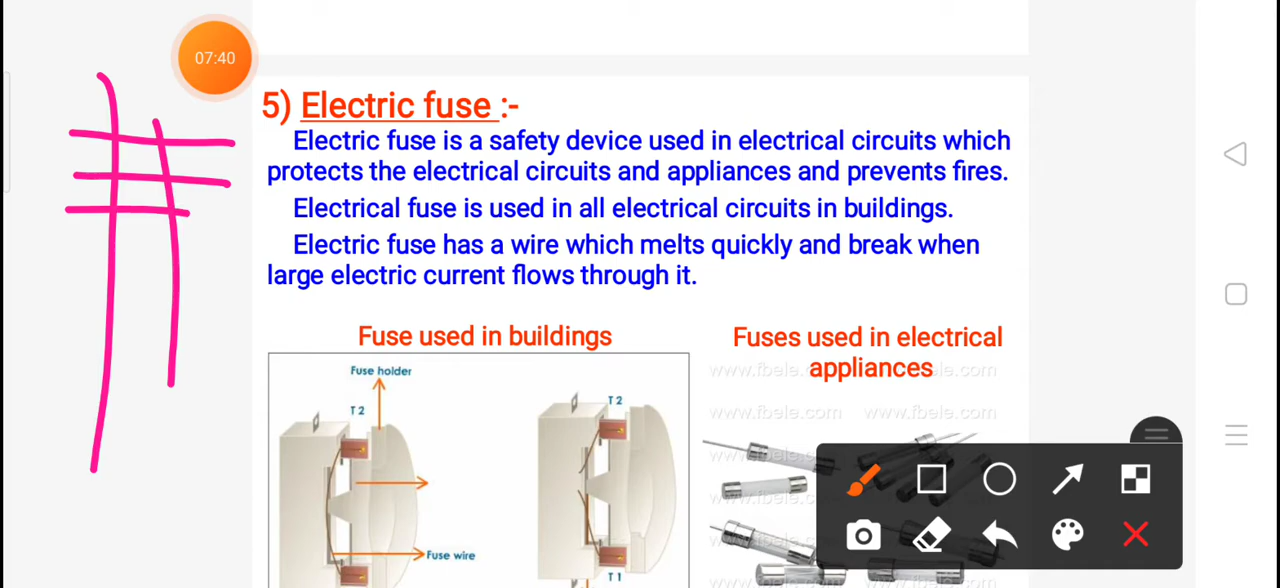 07:40
5) Electric fuse :-
Electric fuse is a safety device used in electrical circuits which
protects the electrical circuits and appliances and prevents fires.
Electrical fuse is used in all electrical circuits in buildings.
Electric fuse has a wire which melts quickly and break when
large electric current flows through it.
Fuse used in buildings
Fuse holder
T 2
T 2
Fuse wire
T 1
Fuses used in electrical
appliances
www.fbele.com
www.fbele.com www.fbele.com